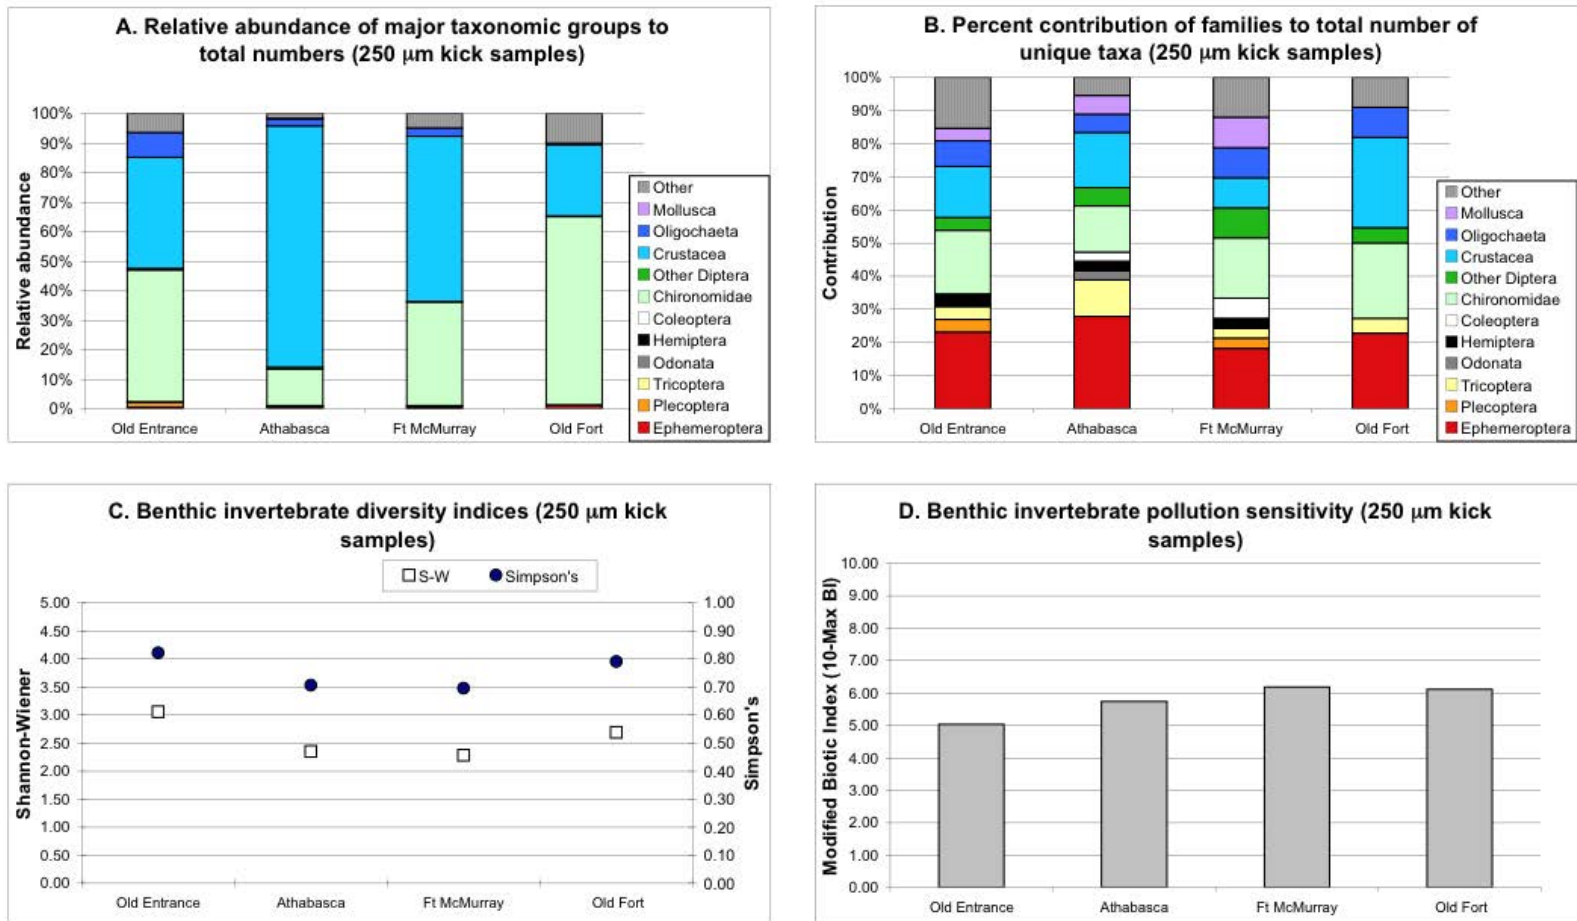 A. Relative abundance of major taxonomic groups to
total numbers (250 μm kick samples)
100%
90%
80%
70%
60%
50%
40%
30%
20%
10%
0%
Relative abundance
Old Entrance
Athabasca
Ft McMurray
Old Fort
Other
Mollusca
Oligochaeta
Crustacea
Other Diptera
Chironomidae
Coleoptera
Hemiptera
Odonata
Tricoptera
Plecoptera
Ephemeroptera
B. Percent contribution of families to total number of
unique taxa (250 μm kick samples)
100%
90%
80%
70%
60%
50%
40%
30%
20%
10%
0%
Contribution
Old Entrance
Athabasca
Ft McMurray
Old Fort
Other
Mollusca
Oligochaeta
Crustacea
Other Diptera
Chironomidae
Coleoptera
Hemiptera
Odonata
Tricoptera
Plecoptera
Ephemeroptera
C. Benthic invertebrate diversity indices (250 μm kick
samples)
S-W
Simpson's
5.00
4.50
4.00
3.50
3.00
2.50
2.00
1.50
1.00
0.50
0.00
Shannon-Wiener
1.00
0.90
0.80
0.70
0.60
0.50
0.40
0.30
0.20
0.10
0.00
Simpson's
Old Entrance
Athabasca
Ft McMurray
Old Fort
D. Benthic invertebrate pollution sensitivity (250 μm kick
samples)
10.00
9.00
8.00
7.00
6.00
5.00
4.00
3.00
2.00
1.00
0.00
Modified Biotic Index (10-Max BI)
Old Entrance
Athabasca
Ft McMurray
Old Fort